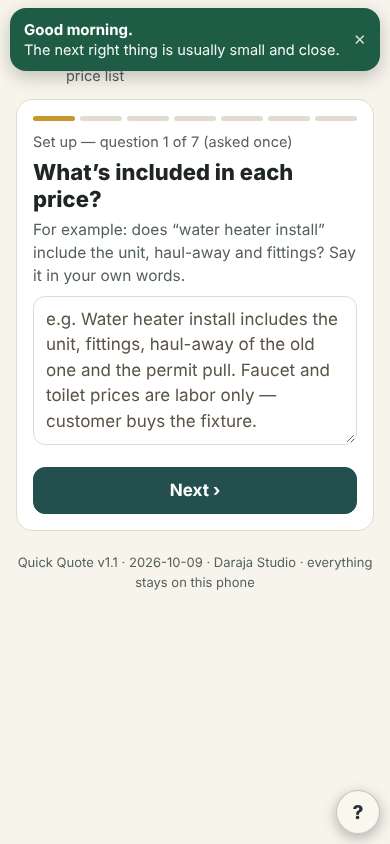 Good morning.
The next right thing is usually small and close.
×
price list
Set up — question 1 of 7 (asked once)
What’s included in each
price?
For example: does “water heater install”
include the unit, haul-away and fittings? Say
it in your own words.
e.g. Water heater install includes the
unit, fittings, haul-away of the old
one and the permit pull. Faucet and
toilet prices are labor only —
customer buys the fixture.
Next ›
Quick Quote v1.1 · 2026-10-09 · Daraja Studio · everything
stays on this phone
?